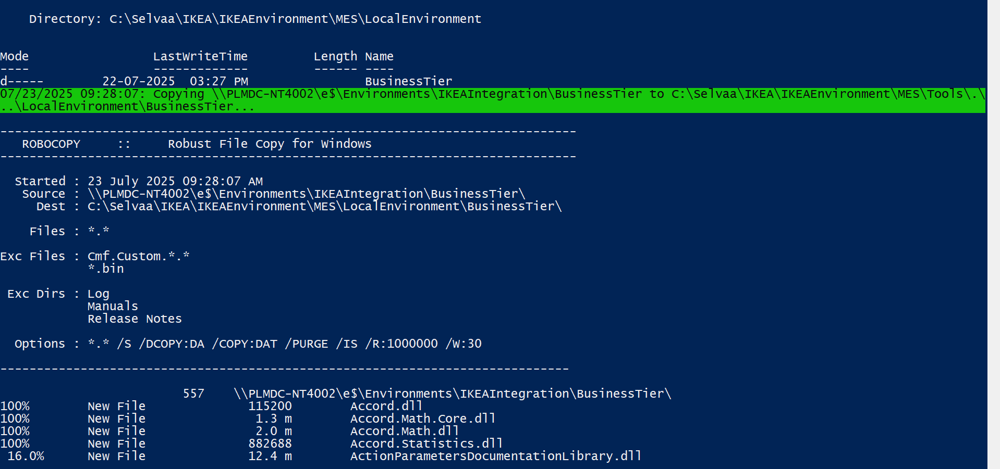 Directory: C:\Selvaa\IKEA\IKEAEnvironment\MES\LocalEnvironment
Mode                 LastWriteTime         Length Name
----                 -------------         ------ ----
d-----        22-07-2025  03:27 PM                BusinessTier
07/23/2025 09:28:07: Copying \\PLMDC-NT4002\e$\Environments\IKEAIntegration\BusinessTier to C:\Selvaa\IKEA\IKEAEnvironment\MES\Tools\.\
..\LocalEnvironment\BusinessTier...
-------------------------------------------------------------------------------
   ROBOCOPY     ::     Robust File Copy for Windows
-------------------------------------------------------------------------------
  Started : 23 July 2025 09:28:07 AM
   Source : \\PLMDC-NT4002\e$\Environments\IKEAIntegration\BusinessTier\
     Dest : C:\Selvaa\IKEA\IKEAEnvironment\MES\LocalEnvironment\BusinessTier\
    Files : *.*
Exc Files : Cmf.Custom.*.*
            *.bin
 Exc Dirs : Log
            Manuals
            Release Notes
  Options : *.* /S /DCOPY:DA /COPY:DAT /PURGE /IS /R:1000000 /W:30
------------------------------------------------------------------------------
                         557    \\PLMDC-NT4002\e$\Environments\IKEAIntegration\BusinessTier\
100%        New File              115200        Accord.dll
100%        New File               1.3 m        Accord.Math.Core.dll
100%        New File               2.0 m        Accord.Math.dll
100%        New File              882688        Accord.Statistics.dll
 16.0%      New File              12.4 m        ActionParametersDocumentationLibrary.dll